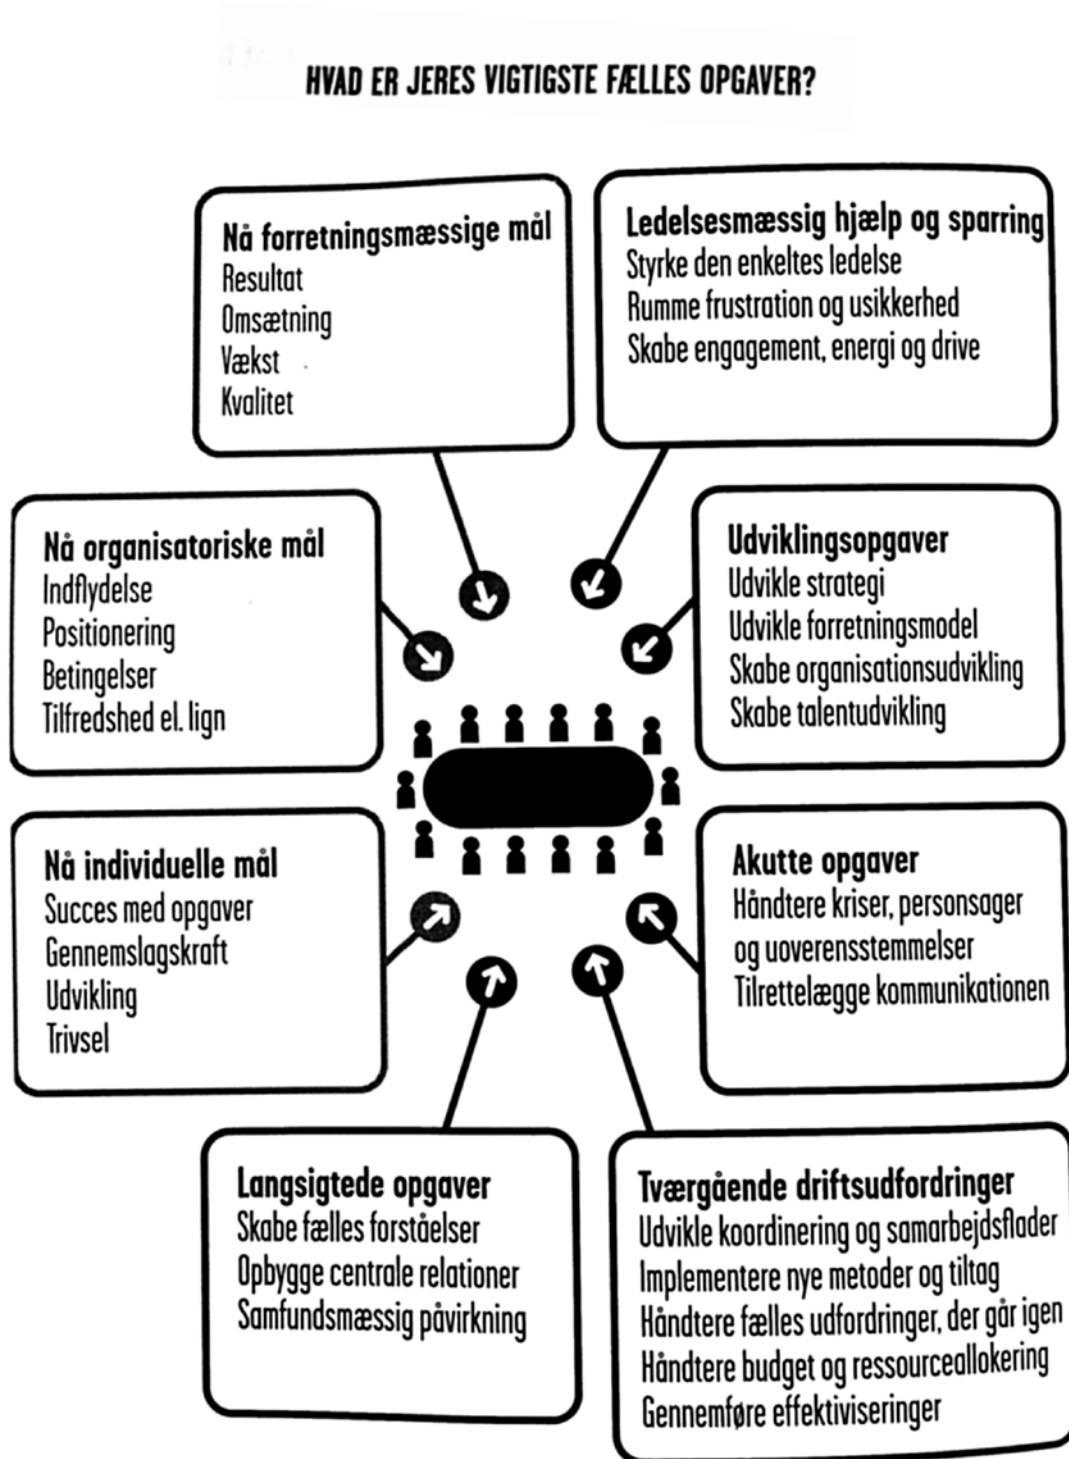 HVAD ER JERES VIGTIGSTE FÆLLES OPGAVER?
Nå forretningsmæssige mål
Resultat
Omsætning
Vækst
Kvalitet
Ledelsesmæssig hjælp og sparring
Styrke den enkeltes ledelse
Rumme frustration og usikkerhed
Skabe engagement, energi og drive
Nå organisatoriske mål
Indflydelse
Positionering
Betingelser
Tilfredshed el. lign
Udviklingsopgaver
Udvikle strategi
Udvikle forretningsmodel
Skabe organisationsudvikling
Skabe talentudvikling
Nå individuelle mål
Succes med opgaver
Gennemslagskraft
Udvikling
Trivsel
Akutte opgaver
Håndtere kriser, personsager
og uoverensstemmelser
Tilrettelægge kommunikationen
Langsigtede opgaver
Skabe fælles forståelser
Opbygge centrale relationer
Samfundsmæssig påvirkning
Tværgående driftsudfordringer
Udvikle koordinering og samarbejdsflader
Implementere nye metoder og tiltag
Håndtere fælles udfordringer, der går igen
Håndtere budget og ressourceallokering
Gennemføre effektiviseringer